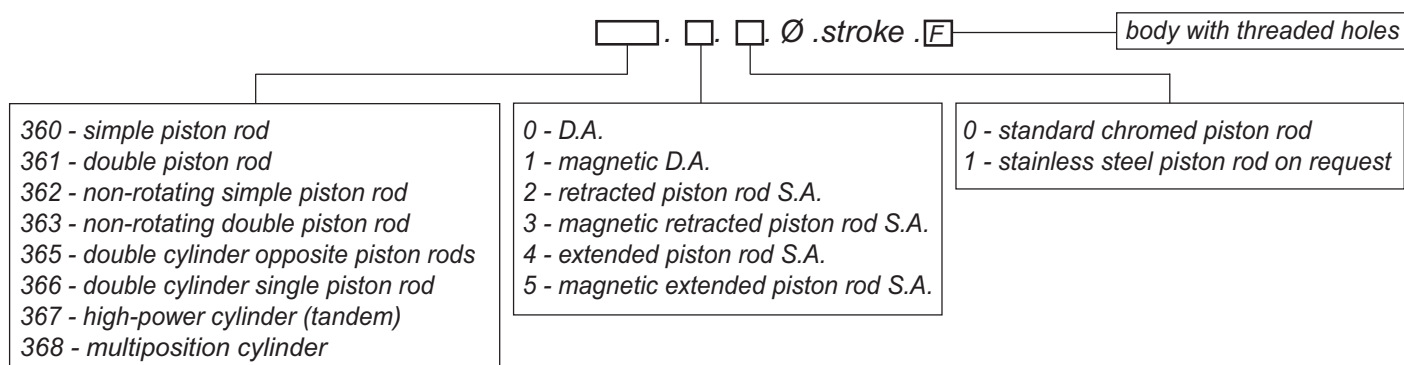 . . . Ø .stroke . F
body with threaded holes
360 - simple piston rod
361 - double piston rod
362 - non-rotating simple piston rod
363 - non-rotating double piston rod
365 - double cylinder opposite piston rods
366 - double cylinder single piston rod
367 - high-power cylinder (tandem)
368 - multiposition cylinder
0 - D.A.
1 - magnetic D.A.
2 - retracted piston rod S.A.
3 - magnetic retracted piston rod S.A.
4 - extended piston rod S.A.
5 - magnetic extended piston rod S.A.
0 - standard chromed piston rod
1 - stainless steel piston rod on request